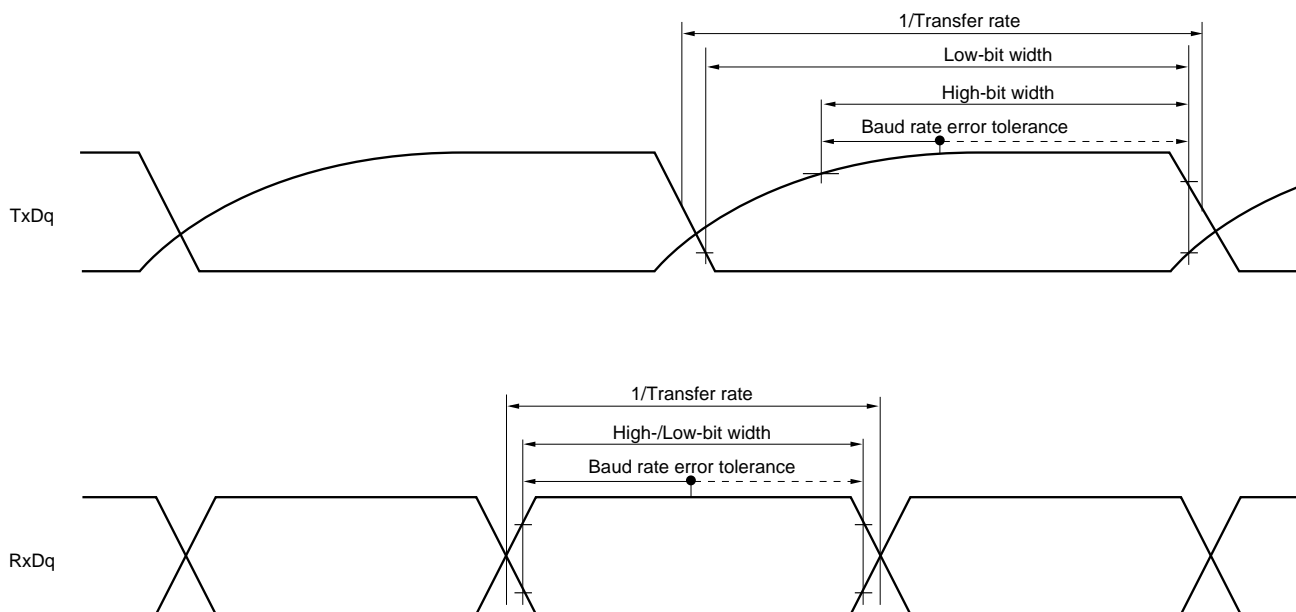 1/Transfer rate
Low-bit width
High-bit width
Baud rate error tolerance
TxDq
1/Transfer rate
High-/Low-bit width
Baud rate error tolerance
RxDq